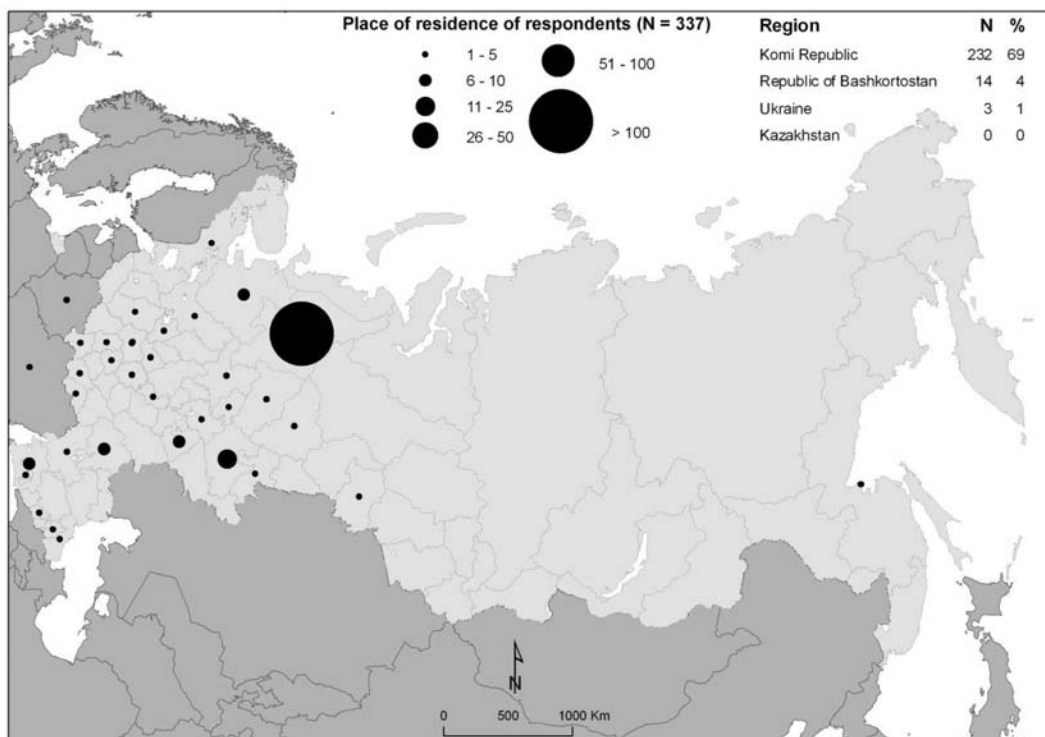 Place of residence of respondents (N = 337)
1 - 5
6 - 10
11 - 25
26 - 50
51 - 100
> 100
Region N %
Komi Republic 232 69
Republic of Bashkortostan 14 4
Ukraine 3 1
Kazakhstan 0 0
N
0 500 1000 Km